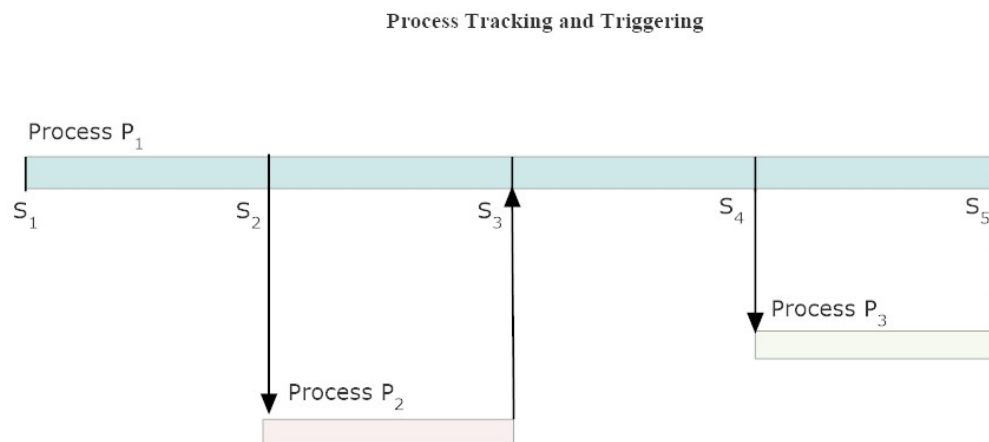 Process Tracking and Triggering
Process P1
S1
S2
S3
S4
S5
Process P3
Process P2